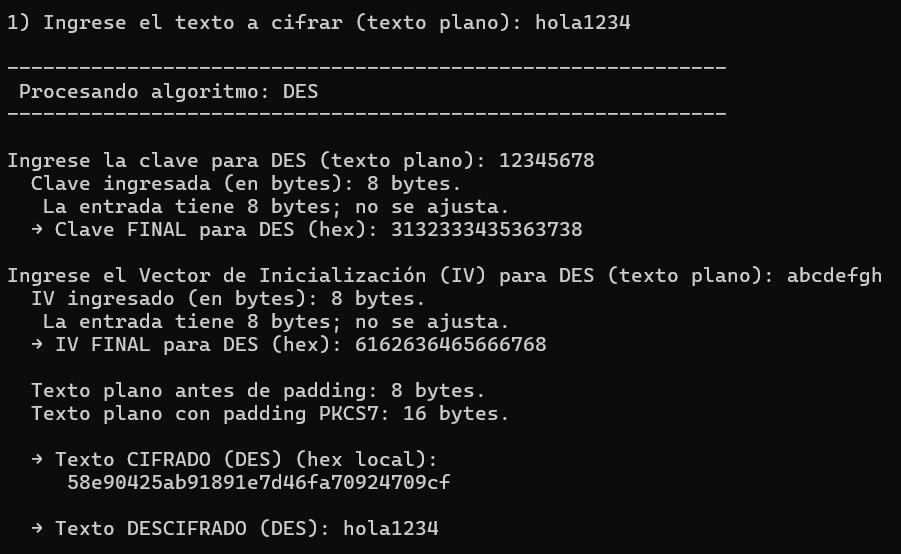 1) Ingrese el texto a cifrar (texto plano): hola1234
------------------------------------------------------------
Procesando algoritmo: DES
------------------------------------------------------------
Ingrese la clave para DES (texto plano): 12345678
Clave ingresada (en bytes): 8 bytes.
La entrada tiene 8 bytes; no se ajusta.
→ Clave FINAL para DES (hex): 3132333435363738
Ingrese el Vector de Inicialización (IV) para DES (texto plano): abcdefgh
IV ingresado (en bytes): 8 bytes.
La entrada tiene 8 bytes; no se ajusta.
→ IV FINAL para DES (hex): 6162636465666768
Texto plano antes de padding: 8 bytes.
Texto plano con padding PKCS7: 16 bytes.
→ Texto CIFRADO (DES) (hex local):
58e90425ab91891e7d46fa70924709cf
→ Texto DESCIFRADO (DES): hola1234